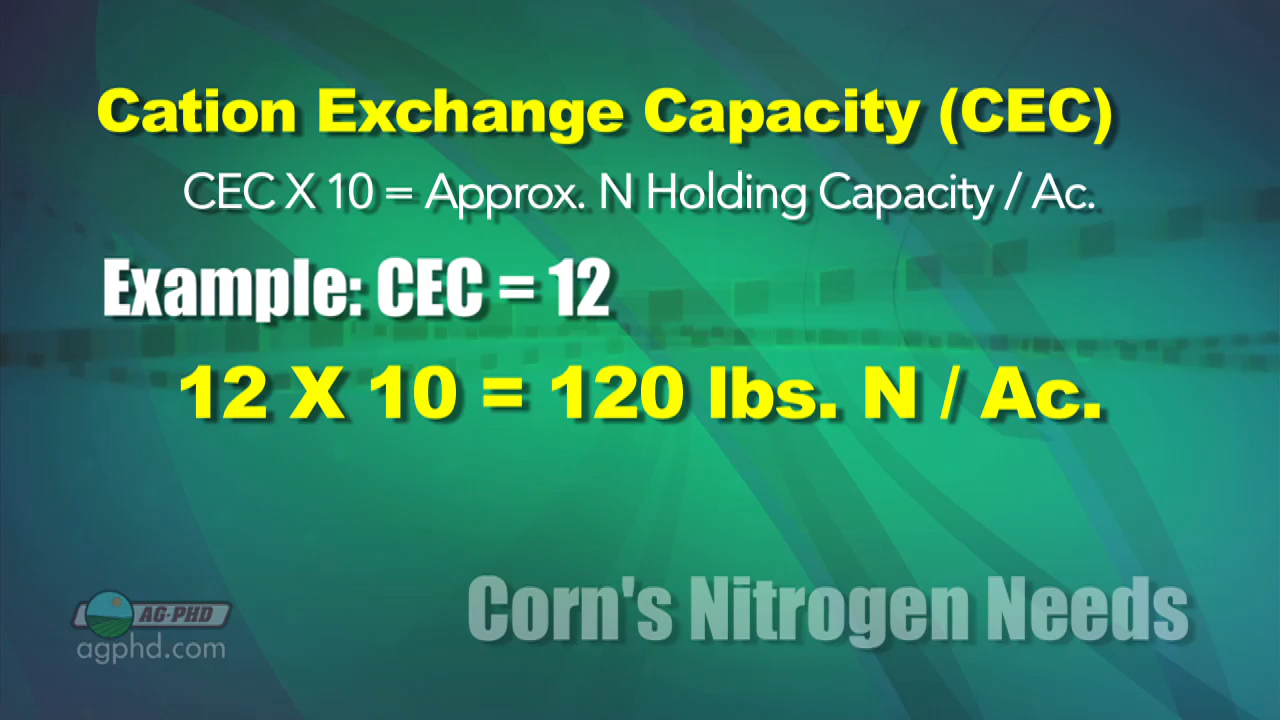 Cation Exchange Capacity (CEC)
CEC X 10 = Approx. N Holding Capacity / Ac.
Example: CEC = 12
12 X 10 = 120 lbs. N / Ac.
Corn's Nitrogen Needs
AG·PHD
agphd.com